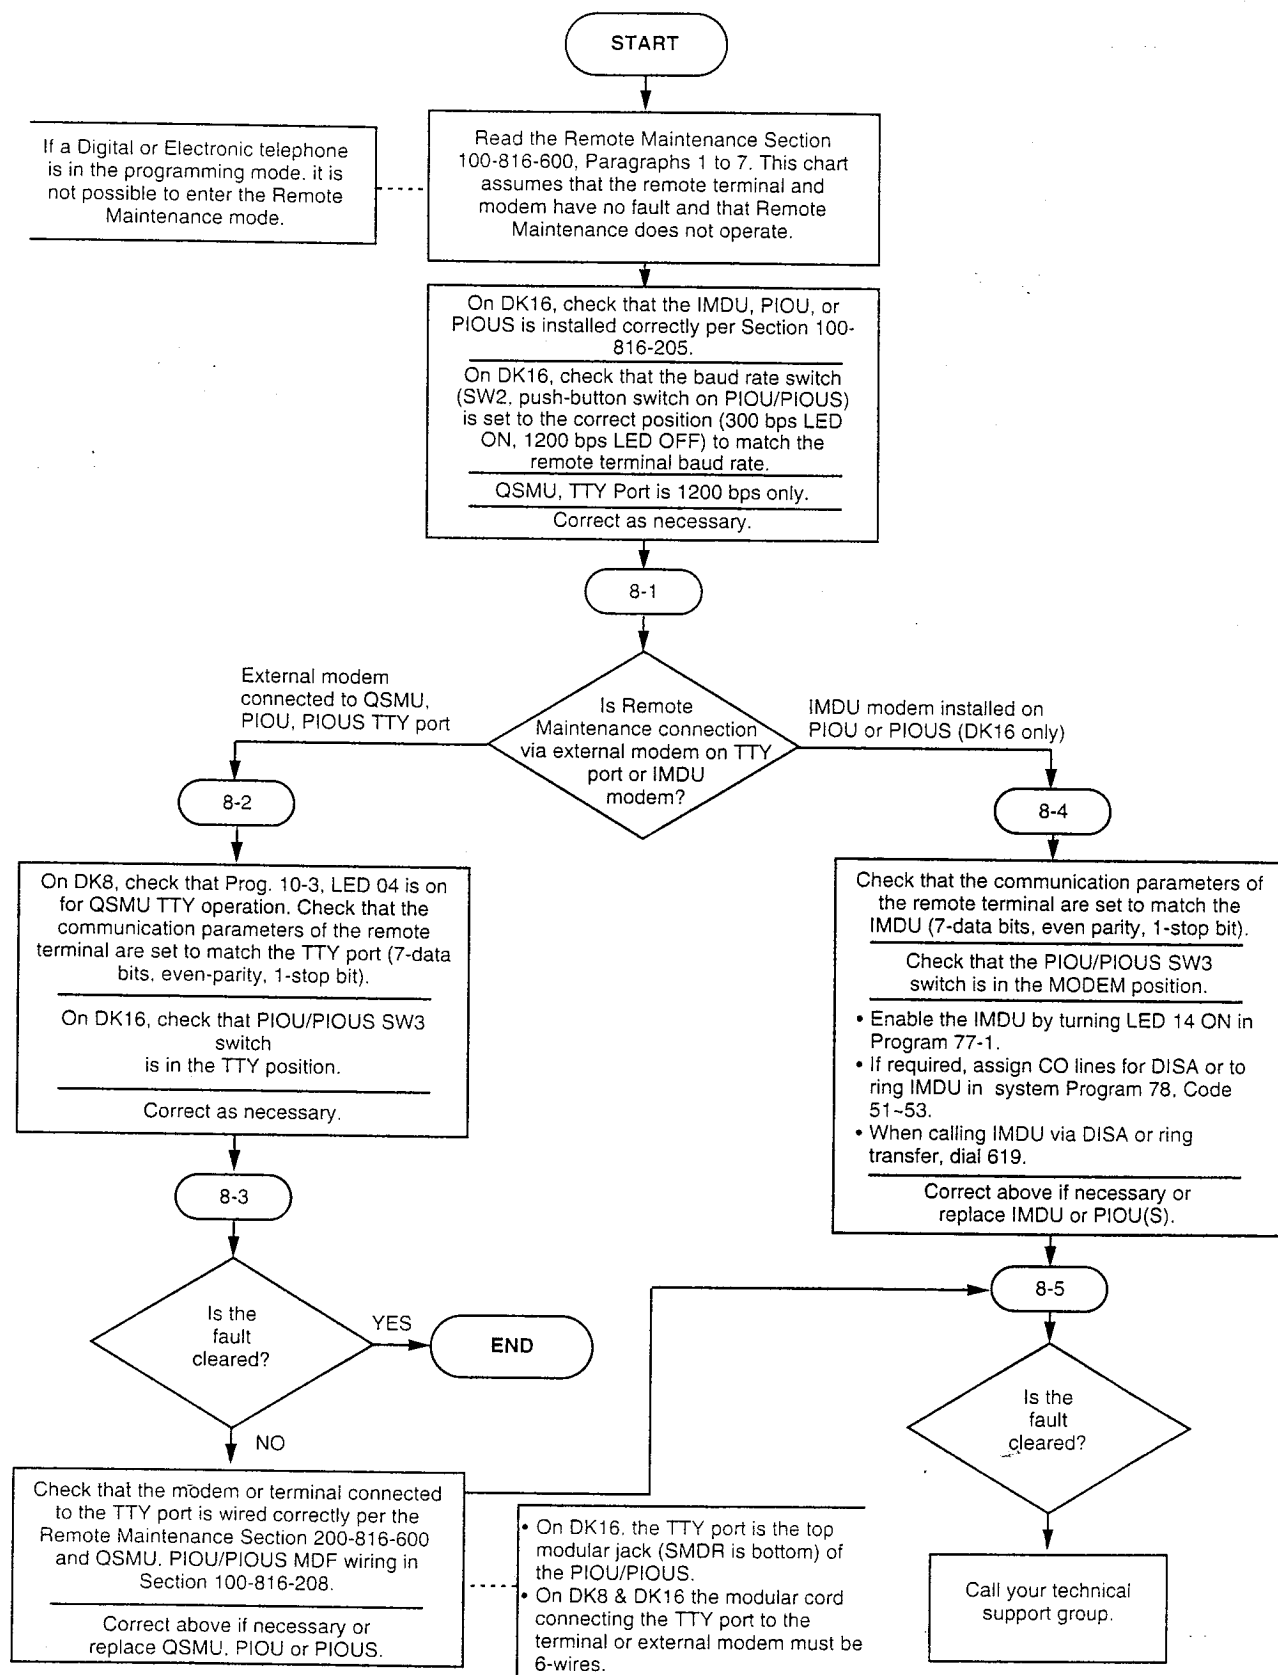 START
If a Digital or Electronic telephone
is in the programming mode. it is
not possible to enter the Remote
Maintenance mode.
Read the Remote Maintenance Section
100-816-600, Paragraphs 1 to 7. This chart
assumes that the remote terminal and
modem have no fault and that Remote
Maintenance does not operate.
On DK16, check that the IMDU, PIOU, or
PIOUS is installed correctly per Section 100-
816-205.
On DK16, check that the baud rate switch
(SW2, push-button switch on PIOU/PIOUS)
is set to the correct position (300 bps LED
ON, 1200 bps LED OFF) to match the
remote terminal baud rate.
QSMU, TTY Port is 1200 bps only.
Correct as necessary.
8-1
Is Remote
Maintenance connection
via external modem on TTY
port or IMDU
modem?
External modem
connected to QSMU,
PIOU, PIOUS TTY port
IMDU modem installed on
PIOU or PIOUS (DK16 only)
8-2
On DK8, check that Prog. 10-3, LED 04 is on
for QSMU TTY operation. Check that the
communication parameters of the remote
terminal are set to match the TTY port (7-data
bits, even-parity, 1-stop bit).
On DK16, check that PIOU/PIOUS SW3
switch
is in the TTY position.
Correct as necessary.
8-3
Is the
fault
cleared?
YES
END
NO
Check that the modem or terminal connected
to the TTY port is wired correctly per the
Remote Maintenance Section 200-816-600
and QSMU. PIOU/PIOUS MDF wiring in
Section 100-816-208.
Correct above if necessary or
replace QSMU, PIOU or PIOUS.
• On DK16, the TTY port is the top
modular jack (SMDR is bottom) of
the PIOU/PIOUS.
• On DK8 & DK16 the modular cord
connecting the TTY port to the
terminal or external modem must be
6-wires.
8-4
Check that the communication parameters of
the remote terminal are set to match the
IMDU (7-data bits, even parity, 1-stop bit).
Check that the PIOU/PIOUS SW3
switch is in the MODEM position.
• Enable the IMDU by turning LED 14 ON in
Program 77-1.
• If required, assign CO lines for DISA or to
ring IMDU in system Program 78, Code
51~53.
• When calling IMDU via DISA or ring
transfer, dial 619.
Correct above if necessary or
replace IMDU or PIOU(S).
8-5
Is the
fault
cleared?
Call your technical
support group.